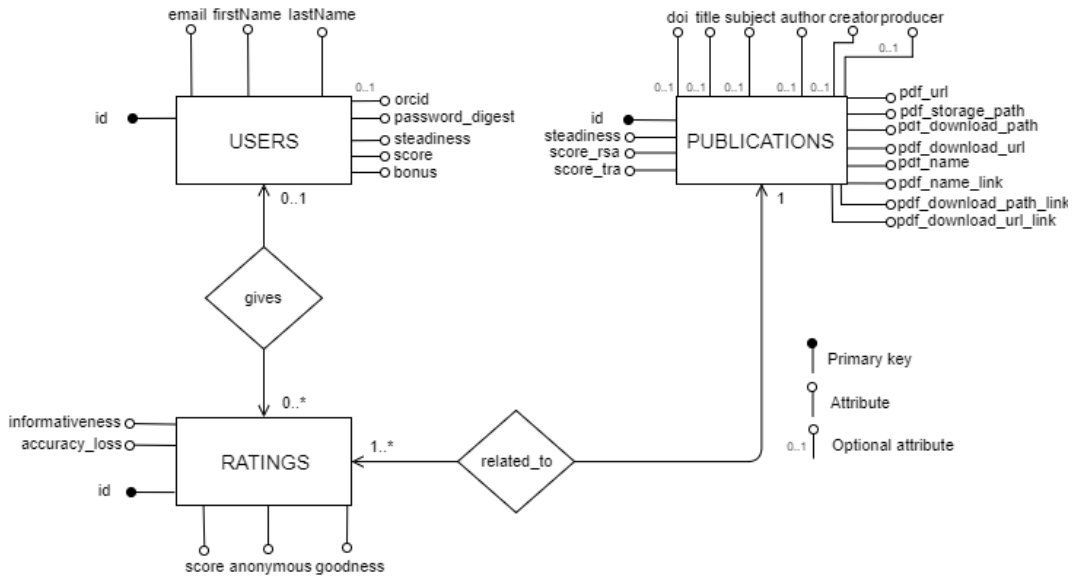 email firstName lastName
doi title subject author creator producer
0..1
0..1
0..1 0..1 0..1 0..1 0..1
id
USERS
orcid
password_digest
steadiness
score
bonus
id
steadiness
score_rsa
score_tra
PUBLICATIONS
pdf_url
pdf_storage_path
pdf_download_path
pdf_download_url
pdf_name
pdf_name_link
pdf_download_path_link
pdf_download_url_link
0..1
1
gives
0..*
informativeness
accuracy_loss
id
RATINGS
1..*
related_to
score anonymous goodness
Primary key
Attribute
0..1 Optional attribute